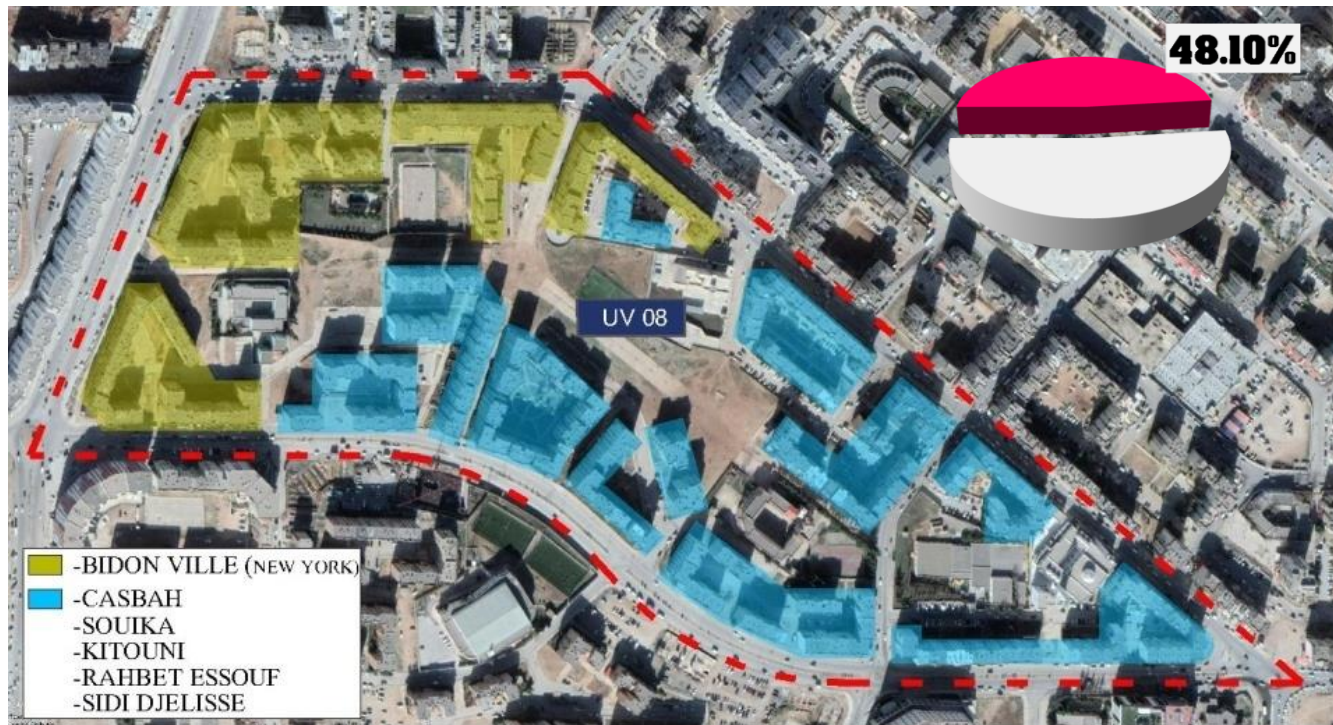 48.10%
UV 08
-BIDON VILLE (NEW YORK)
-CASBAH
-SOUIKA
-KITOUNI
-RAHBET ESSOUF
-SIDI DJELISSE